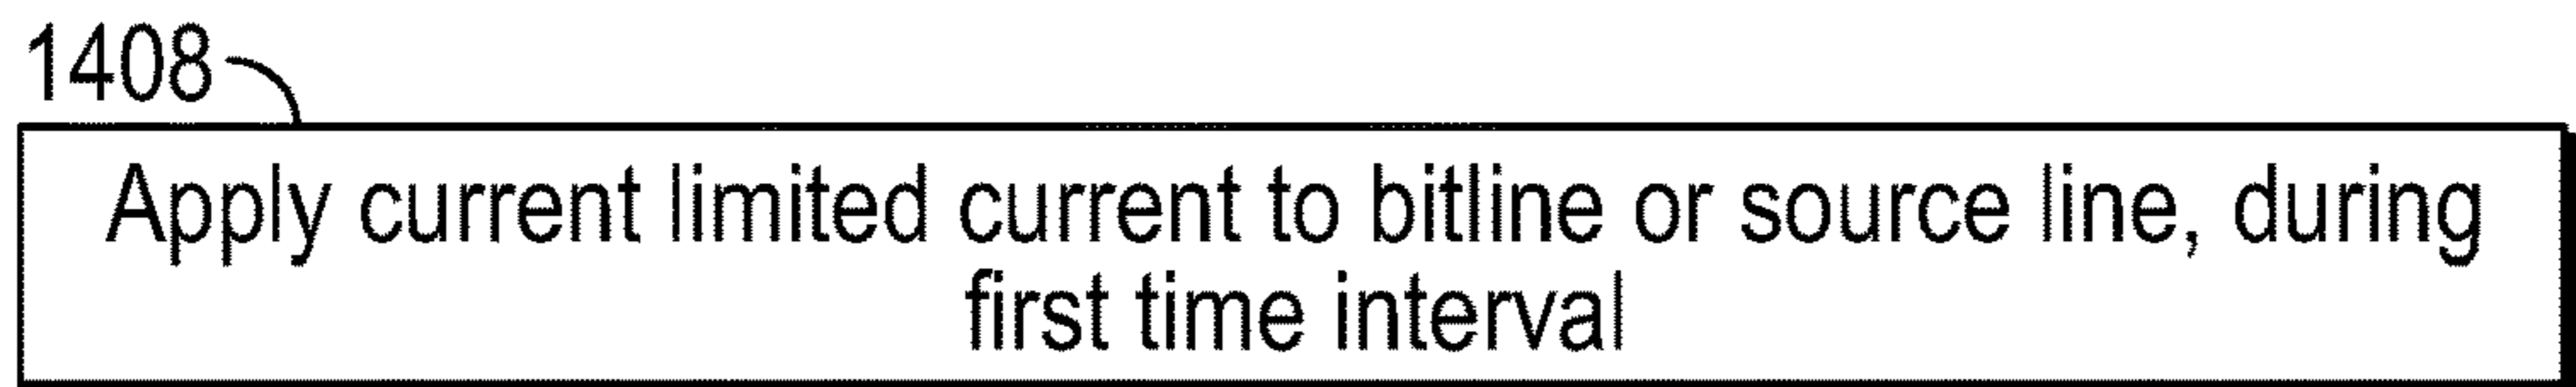 1408
Apply current limited current to bitline or source line, during
first time interval